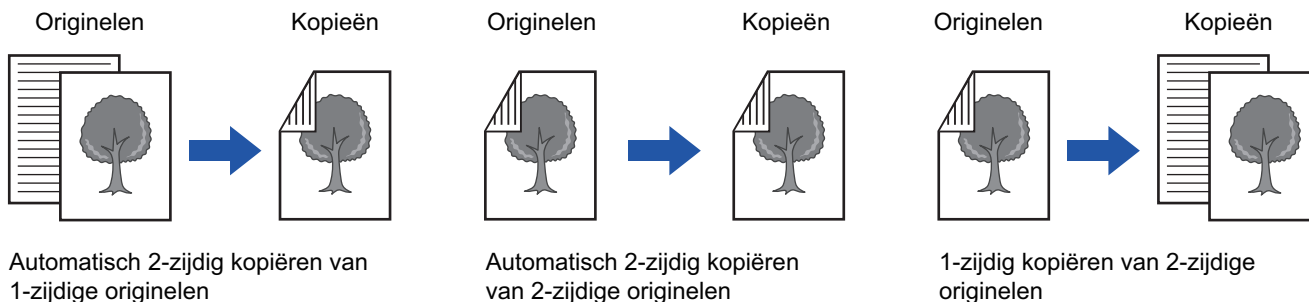 Originelen
Kopieën
Originelen
Kopieën
Originelen
Kopieën
Automatisch 2-zijdig kopiëren van
1-zijdige originelen
Automatisch 2-zijdig kopiëren
van 2-zijdige originelen
1-zijdig kopiëren van 2-zijdige
originelen